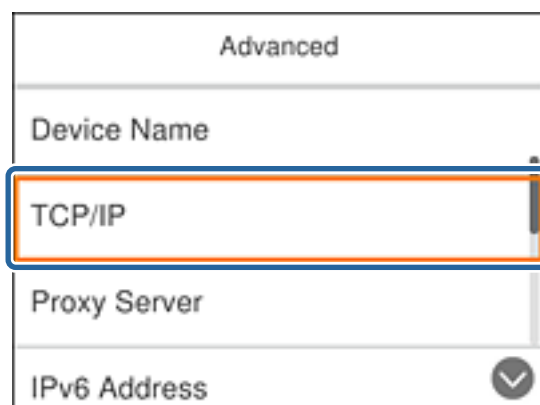 Advanced
Device Name
TCP/IP
Proxy Server
IPv6 Address